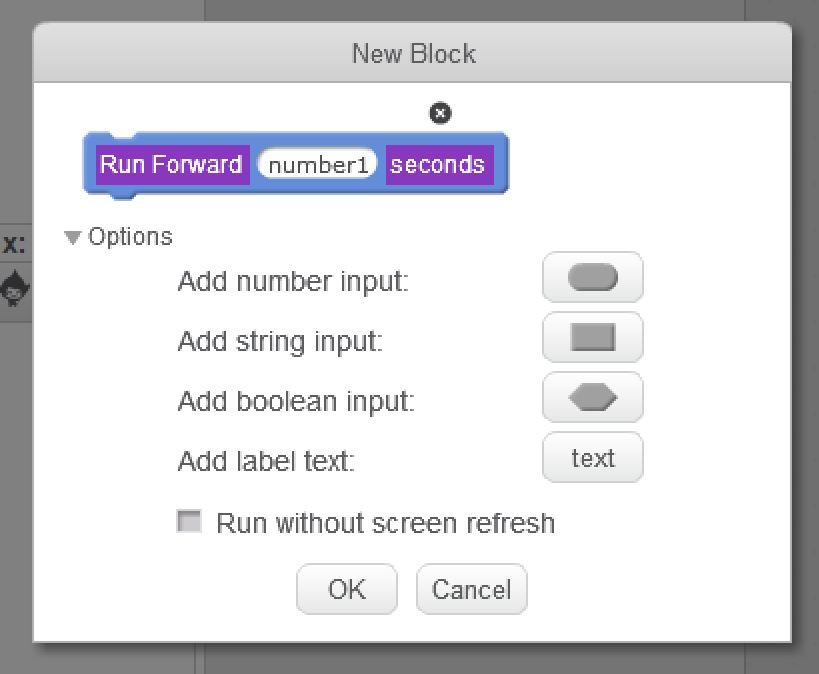 New Block
Run Forward number1 seconds
Options
x:
Add number input:
Add string input:
Add boolean input:
Add label text: text
Run without screen refresh
OK Cancel